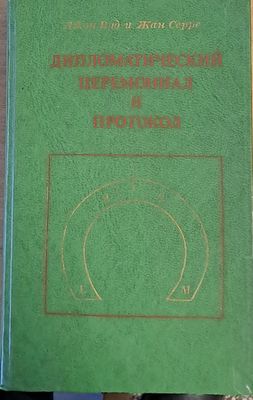 Джон Вуд и Жан Серре
ДИПЛОМАТИЧЕСКИЙ
ЦЕРЕМОНИАЛ
И
ПРОТОКОЛ